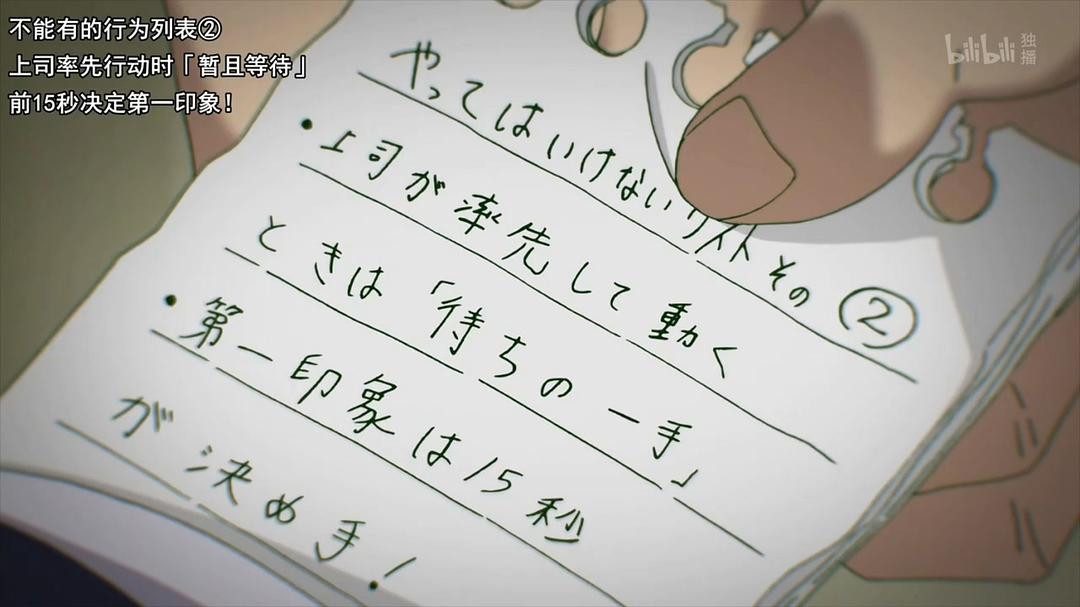 不能有的行为列表②
上司率先行动时「暂且等待」
前15秒决定第一印象！
bilibili 独播
やってはいけないリストその②
・上司が率先して動く
ときは「待ちの一手」
・第一印象は15秒
が決め手！